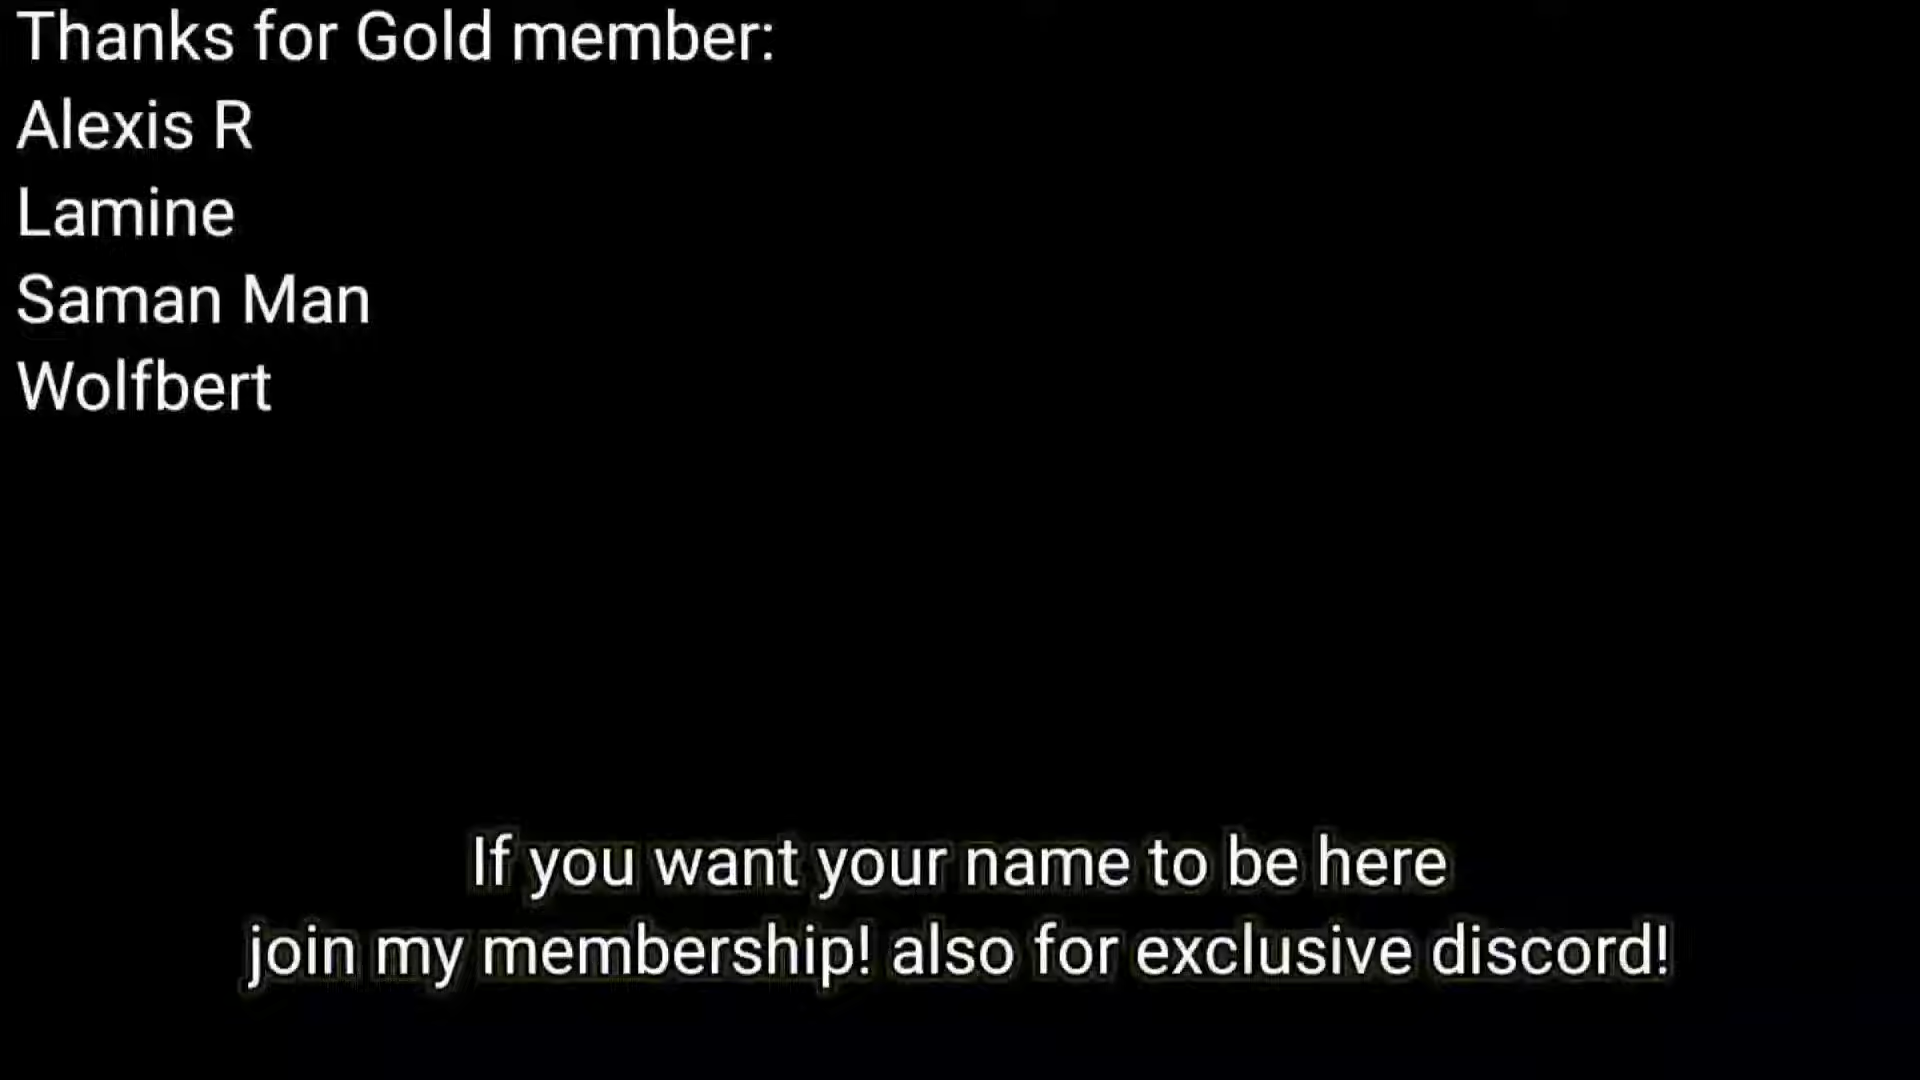 Thanks for Gold member:
Alexis R
Lamine
Saman Man
Wolfbert
If you want your name to be here
join my membership! also for exclusive discord!